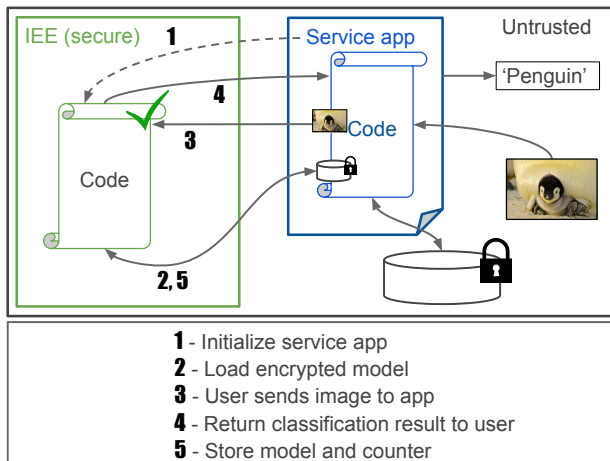 IEE (secure)
1
Service app
Untrusted
4
'Penguin'
3
Code
Code
2, 5
1 - Initialize service app
2 - Load encrypted model
3 - User sends image to app
4 - Return classification result to user
5 - Store model and counter